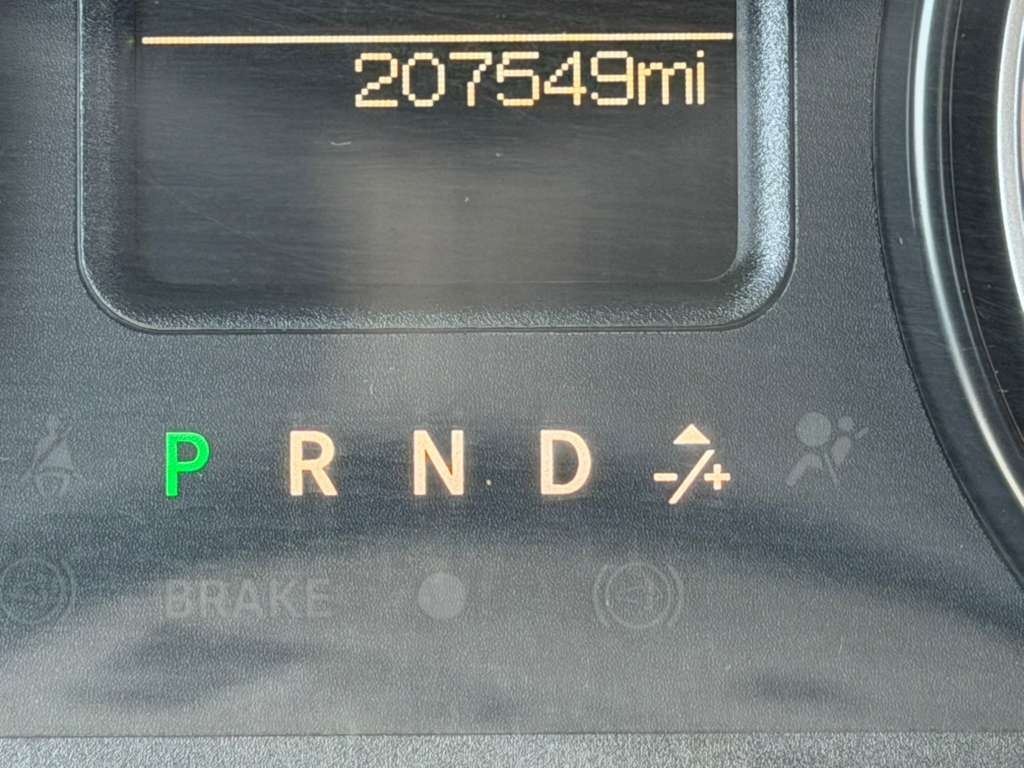 207549mi
P R N D -/+
BRAKE